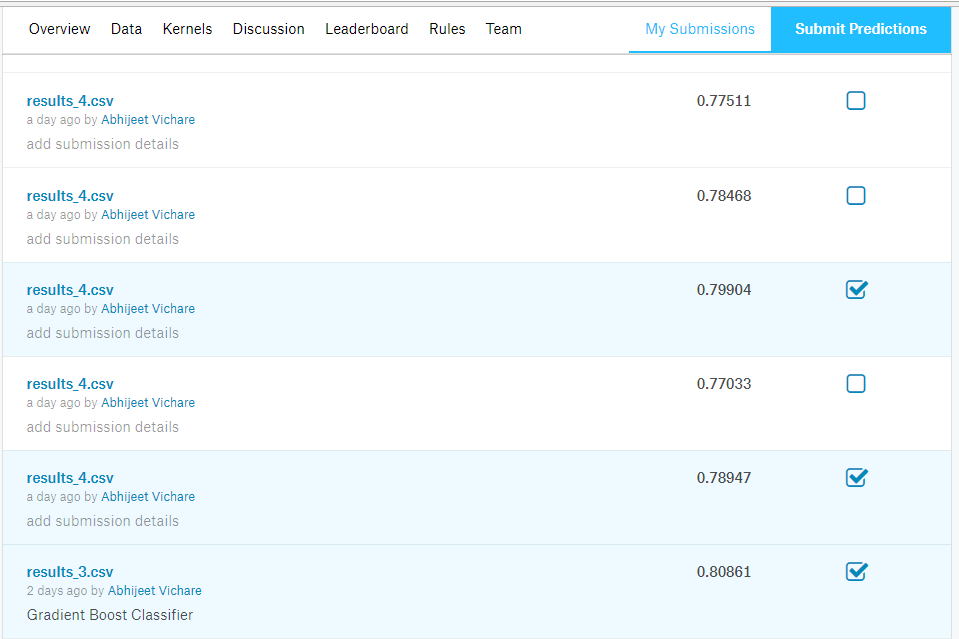 Overview Data Kernels Discussion Leaderboard Rules Team My Submissions Submit Predictions
results_4.csv 0.77511
a day ago by Abhijeet Vichare
add submission details
results_4.csv 0.78468
a day ago by Abhijeet Vichare
add submission details
results_4.csv 0.79904
a day ago by Abhijeet Vichare
add submission details
results_4.csv 0.77033
a day ago by Abhijeet Vichare
add submission details
results_4.csv 0.78947
a day ago by Abhijeet Vichare
add submission details
results_3.csv 0.80861
2 days ago by Abhijeet Vichare
Gradient Boost Classifier